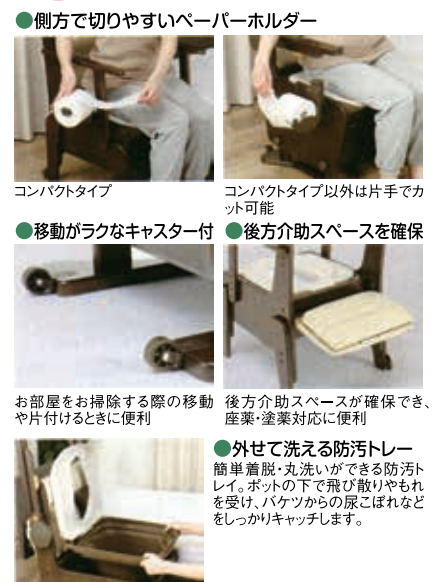 ●側方で切りやすいペーパーホルダー
コンパクトタイプ
コンパクトタイプ以外は片手でカ
ット可能
●移動がラクなキャスター付
お部屋をお掃除する際の移動
や片付けるときに便利
●後方介助スペースを確保
後方介助スペースが確保でき、
座薬・塗薬対応に便利
●外せて洗える防汚トレー
簡単着脱・丸洗いができる防汚ト
レイ。ポットの下で飛び散りやもれ
を受け、バケツからの尿こぼれなど
をしっかりキャッチします。